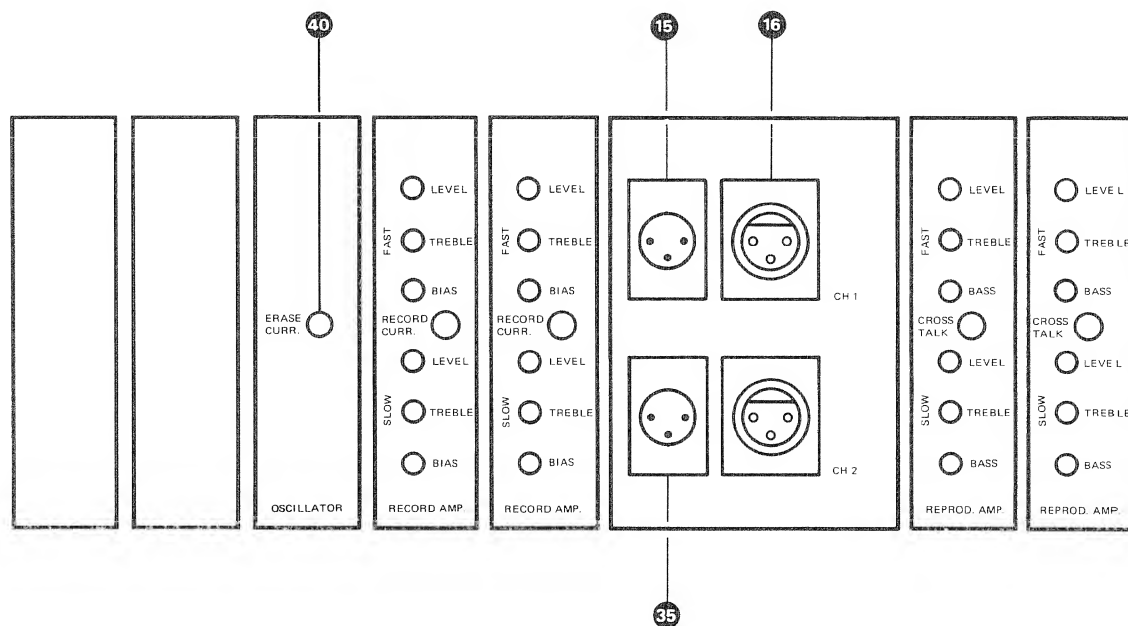 40
15
16
ERASE
CURR.
OSCILLATOR
LEVEL
FAST
TREBLE
BIAS
RECORD
CURR.
LEVEL
SLOW
TREBLE
BIAS
RECORD AMP.
LEVEL
FAST
TREBLE
BIAS
RECORD
CURR.
LEVEL
SLOW
TREBLE
BIAS
RECORD AMP.
CH 1
CH 2
LEVEL
FAST
TREBLE
BASS
CROSS
TALK
LEVEL
SLOW
TREBLE
BASS
REPROD. AMP.
LEVEL
FAST
TREBLE
BASS
CROSS
TALK
LEVEL
SLOW
TREBLE
BASS
REPROD. AMP.
35